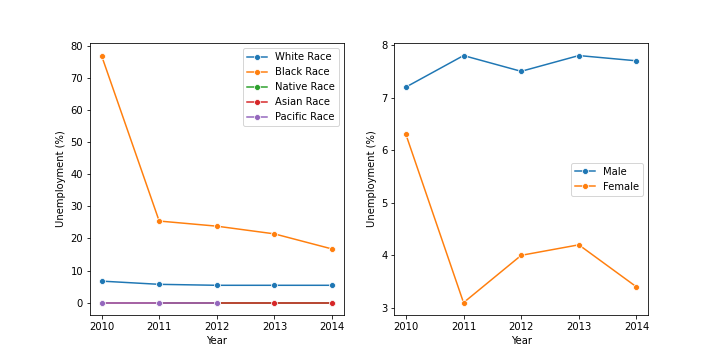 Unemployment (%)
80
70
60
50
40
30
20
10
0
2010 2011 2012 2013 2014
Year
White Race
Black Race
Native Race
Asian Race
Pacific Race
Unemployment (%)
8
7
6
5
4
3
2010 2011 2012 2013 2014
Year
Male
Female